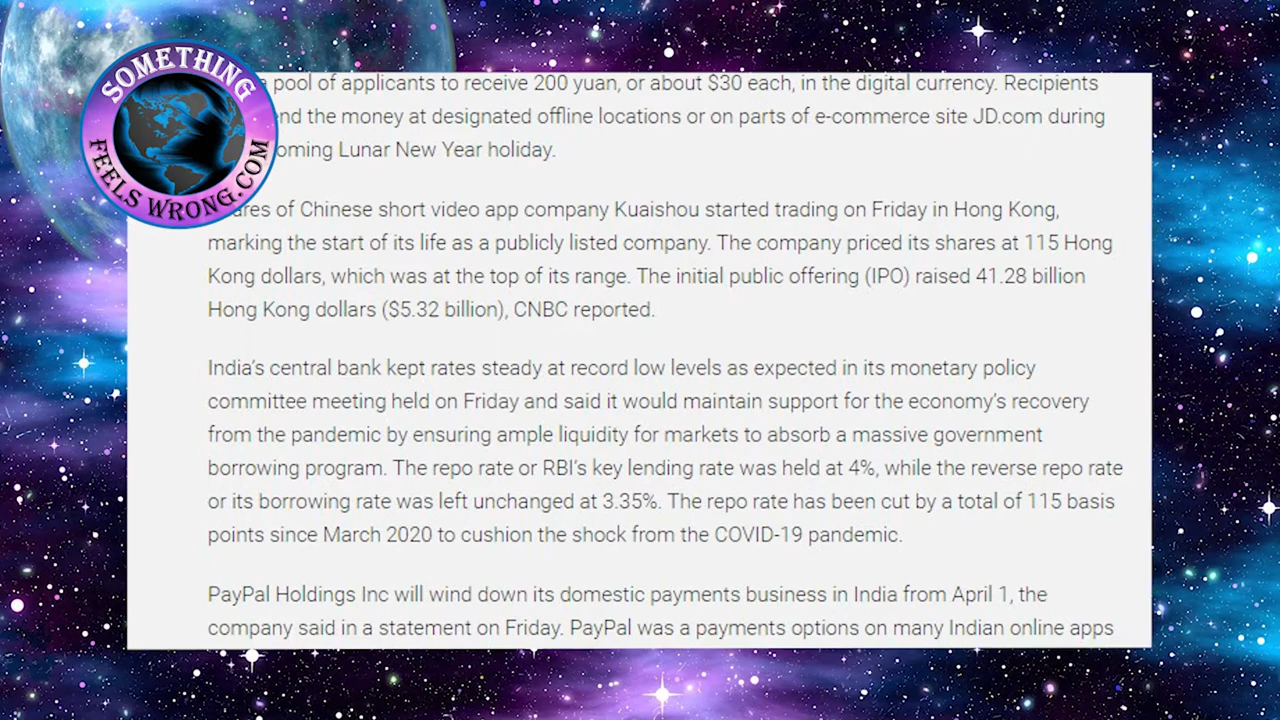 SOMETHING
FEELS WRONG.COM
pool of applicants to receive 200 yuan, or about $30 each, in the digital currency. Recipients
the money at designated offline locations or on parts of e-commerce site JD.com during
Lunar New Year holiday.
of Chinese short video app company Kuaishou started trading on Friday in Hong Kong,
marking the start of its life as a publicly listed company. The company priced its shares at 115 Hong
Kong dollars, which was at the top of its range. The initial public offering (IPO) raised 41.28 billion
Hong Kong dollars ($5.32 billion), CNBC reported.
India's central bank kept rates steady at record low levels as expected in its monetary policy
committee meeting held on Friday and said it would maintain support for the economy's recovery
from the pandemic by ensuring ample liquidity for markets to absorb a massive government
borrowing program. The repo rate or RBI's key lending rate was held at 4%, while the reverse repo rate
or its borrowing rate was left unchanged at 3.35%. The repo rate has been cut by a total of 115 basis
points since March 2020 to cushion the shock from the COVID-19 pandemic.
PayPal Holdings Inc will wind down its domestic payments business in India from April 1, the
company said in a statement on Friday. PayPal was a payments options on many Indian online apps